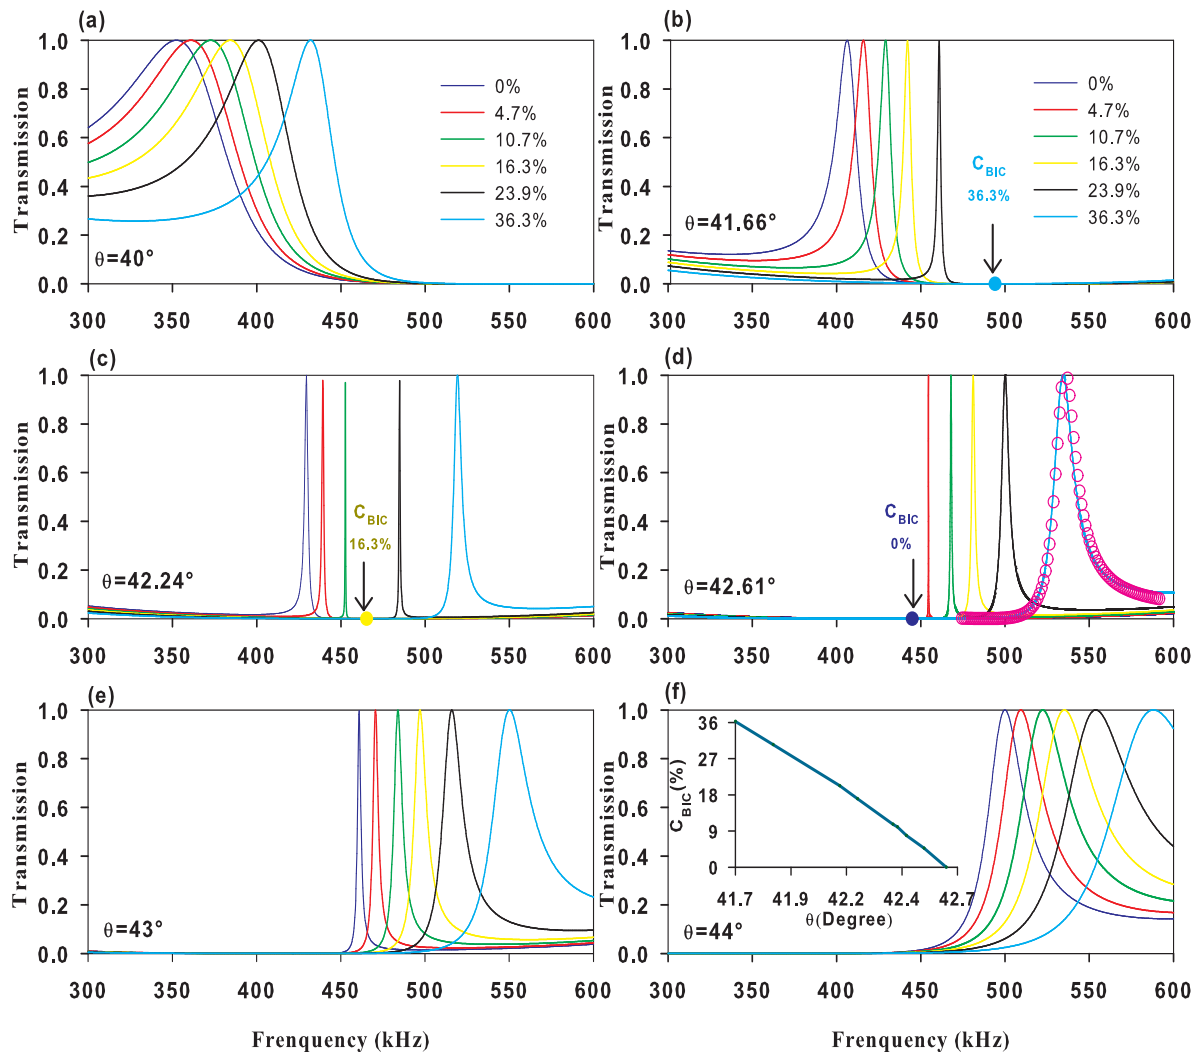 (a)
Transmission
1.0
0.8
0.6
0.4
0.2
0.0
0%
4.7%
10.7%
16.3%
23.9%
36.3%
θ=40°
300 350 400 450 500 550 600
(b)
Transmission
1.0
0.8
0.6
0.4
0.2
0.0
0%
4.7%
10.7%
16.3%
23.9%
36.3%
C BIC
36.3%
θ=41.66°
300 350 400 450 500 550 600
(c)
Transmission
1.0
0.8
0.6
0.4
0.2
0.0
C BIC
16.3%
θ=42.24°
300 350 400 450 500 550 600
(d)
Transmission
1.0
0.8
0.6
0.4
0.2
0.0
C BIC
0%
θ=42.61°
300 350 400 450 500 550 600
(e)
Transmission
1.0
0.8
0.6
0.4
0.2
0.0
θ=43°
300 350 400 450 500 550 600
Frenquency (kHz)
(f)
Transmission
1.0
0.8
0.6
0.4
0.2
0.0
C BIC (%)
36
27
18
9
0
41.7 41.9 42.2 42.4 42.7
θ(Degree)
θ=44°
300 350 400 450 500 550 600
Frenquency (kHz)